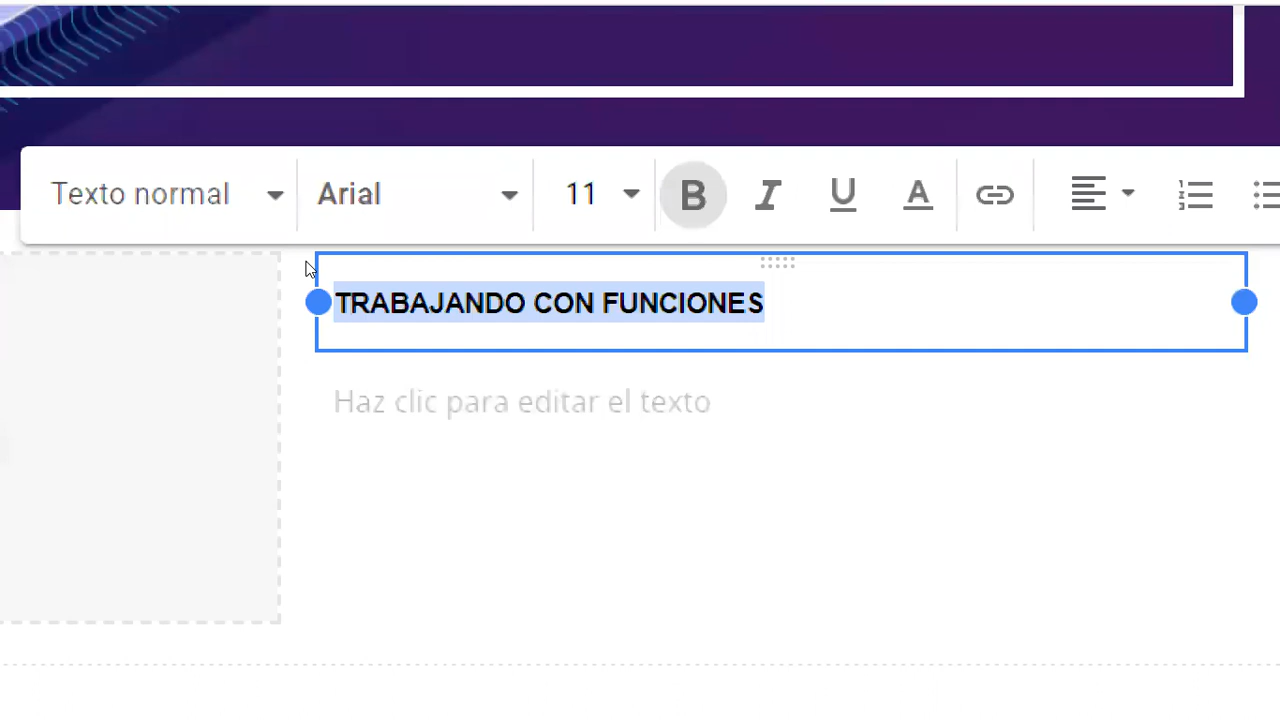 Texto normal Arial 11 B I U A
TRABAJANDO CON FUNCIONES
Haz clic para editar el texto